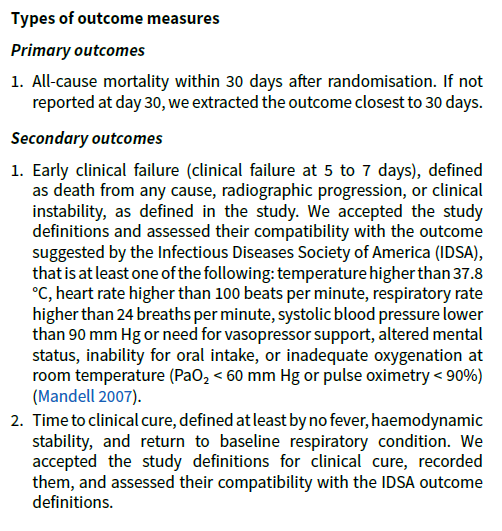 Types of outcome measures
Primary outcomes
1. All-cause mortality within 30 days after randomisation. If not
reported at day 30, we extracted the outcome closest to 30 days.
Secondary outcomes
1. Early clinical failure (clinical failure at 5 to 7 days), defined
as death from any cause, radiographic progression, or clinical
instability, as defined in the study. We accepted the study
definitions and assessed their compatibility with the outcome
suggested by the Infectious Diseases Society of America (IDSA),
that is at least one of the following: temperature higher than 37.8
°C, heart rate higher than 100 beats per minute, respiratory rate
higher than 24 breaths per minute, systolic blood pressure lower
than 90 mm Hg or need for vasopressor support, altered mental
status, inability for oral intake, or inadequate oxygenation at
room temperature (PaO₂ < 60 mm Hg or pulse oximetry < 90%)
(Mandell 2007).
2. Time to clinical cure, defined at least by no fever, haemodynamic
stability, and return to baseline respiratory condition. We
accepted the study definitions for clinical cure, recorded
them, and assessed their compatibility with the IDSA outcome
definitions.